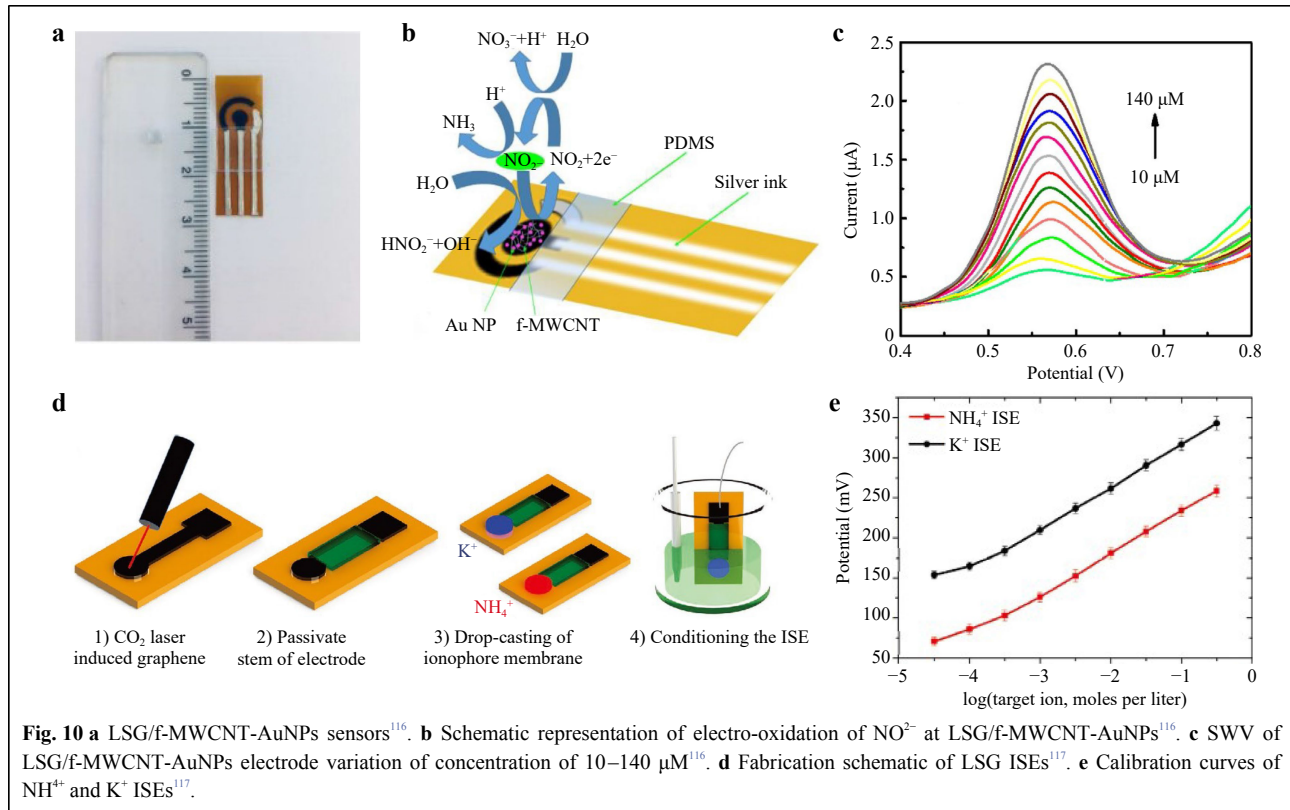 a
0
1
2
3
4
5
b
NO₃⁻+H⁺ H₂O
H⁺
NH₃
NO₂⁻ NO₂+2e⁻
H₂O
HNO₂⁻+OH⁻
PDMS
Silver ink
Au NP f-MWCNT
c
2.5
2.0
1.5
1.0
0.5
0
Current (μA)
140 μM
10 μM
0.4 0.5 0.6 0.7 0.8
Potential (V)
d
K⁺
NH₄⁺
1) CO₂ laser
induced graphene
2) Passivate
stem of electrode
3) Drop-casting of
ionophore membrane
4) Conditioning the ISE
e
350
300
250
200
150
100
50
Potential (mV)
NH₄⁺ ISE
K⁺ ISE
−5 −4 −3 −2 −1 0
log(target ion, moles per liter)
Fig. 10 a LSG/f-MWCNT-AuNPs sensors¹¹⁶. b Schematic representation of electro-oxidation of NO²⁻ at LSG/f-MWCNT-AuNPs¹¹⁶. c SWV of
LSG/f-MWCNT-AuNPs electrode variation of concentration of 10−140 μM¹¹⁶. d Fabrication schematic of LSG ISEs¹¹⁷. e Calibration curves of
NH⁴⁺ and K⁺ ISEs¹¹⁷.